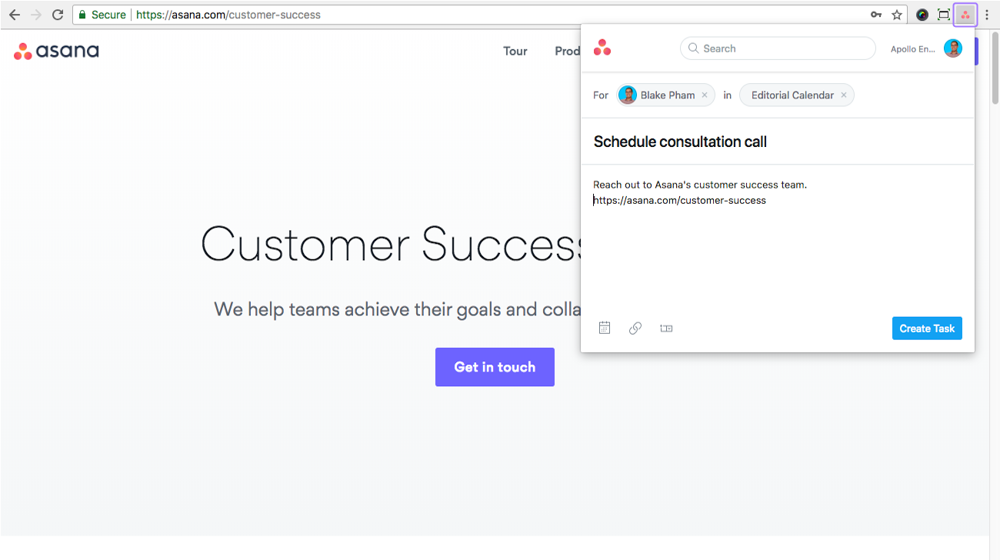 Secure https://asana.com/customer-success
asana
Tour
Search
Apollo En...
For Blake Pham × in Editorial Calendar ×
Schedule consultation call
Reach out to Asana's customer success team.
https://asana.com/customer-success
Create Task
Customer Success
We help teams achieve their goals and colla
Get in touch
Prod